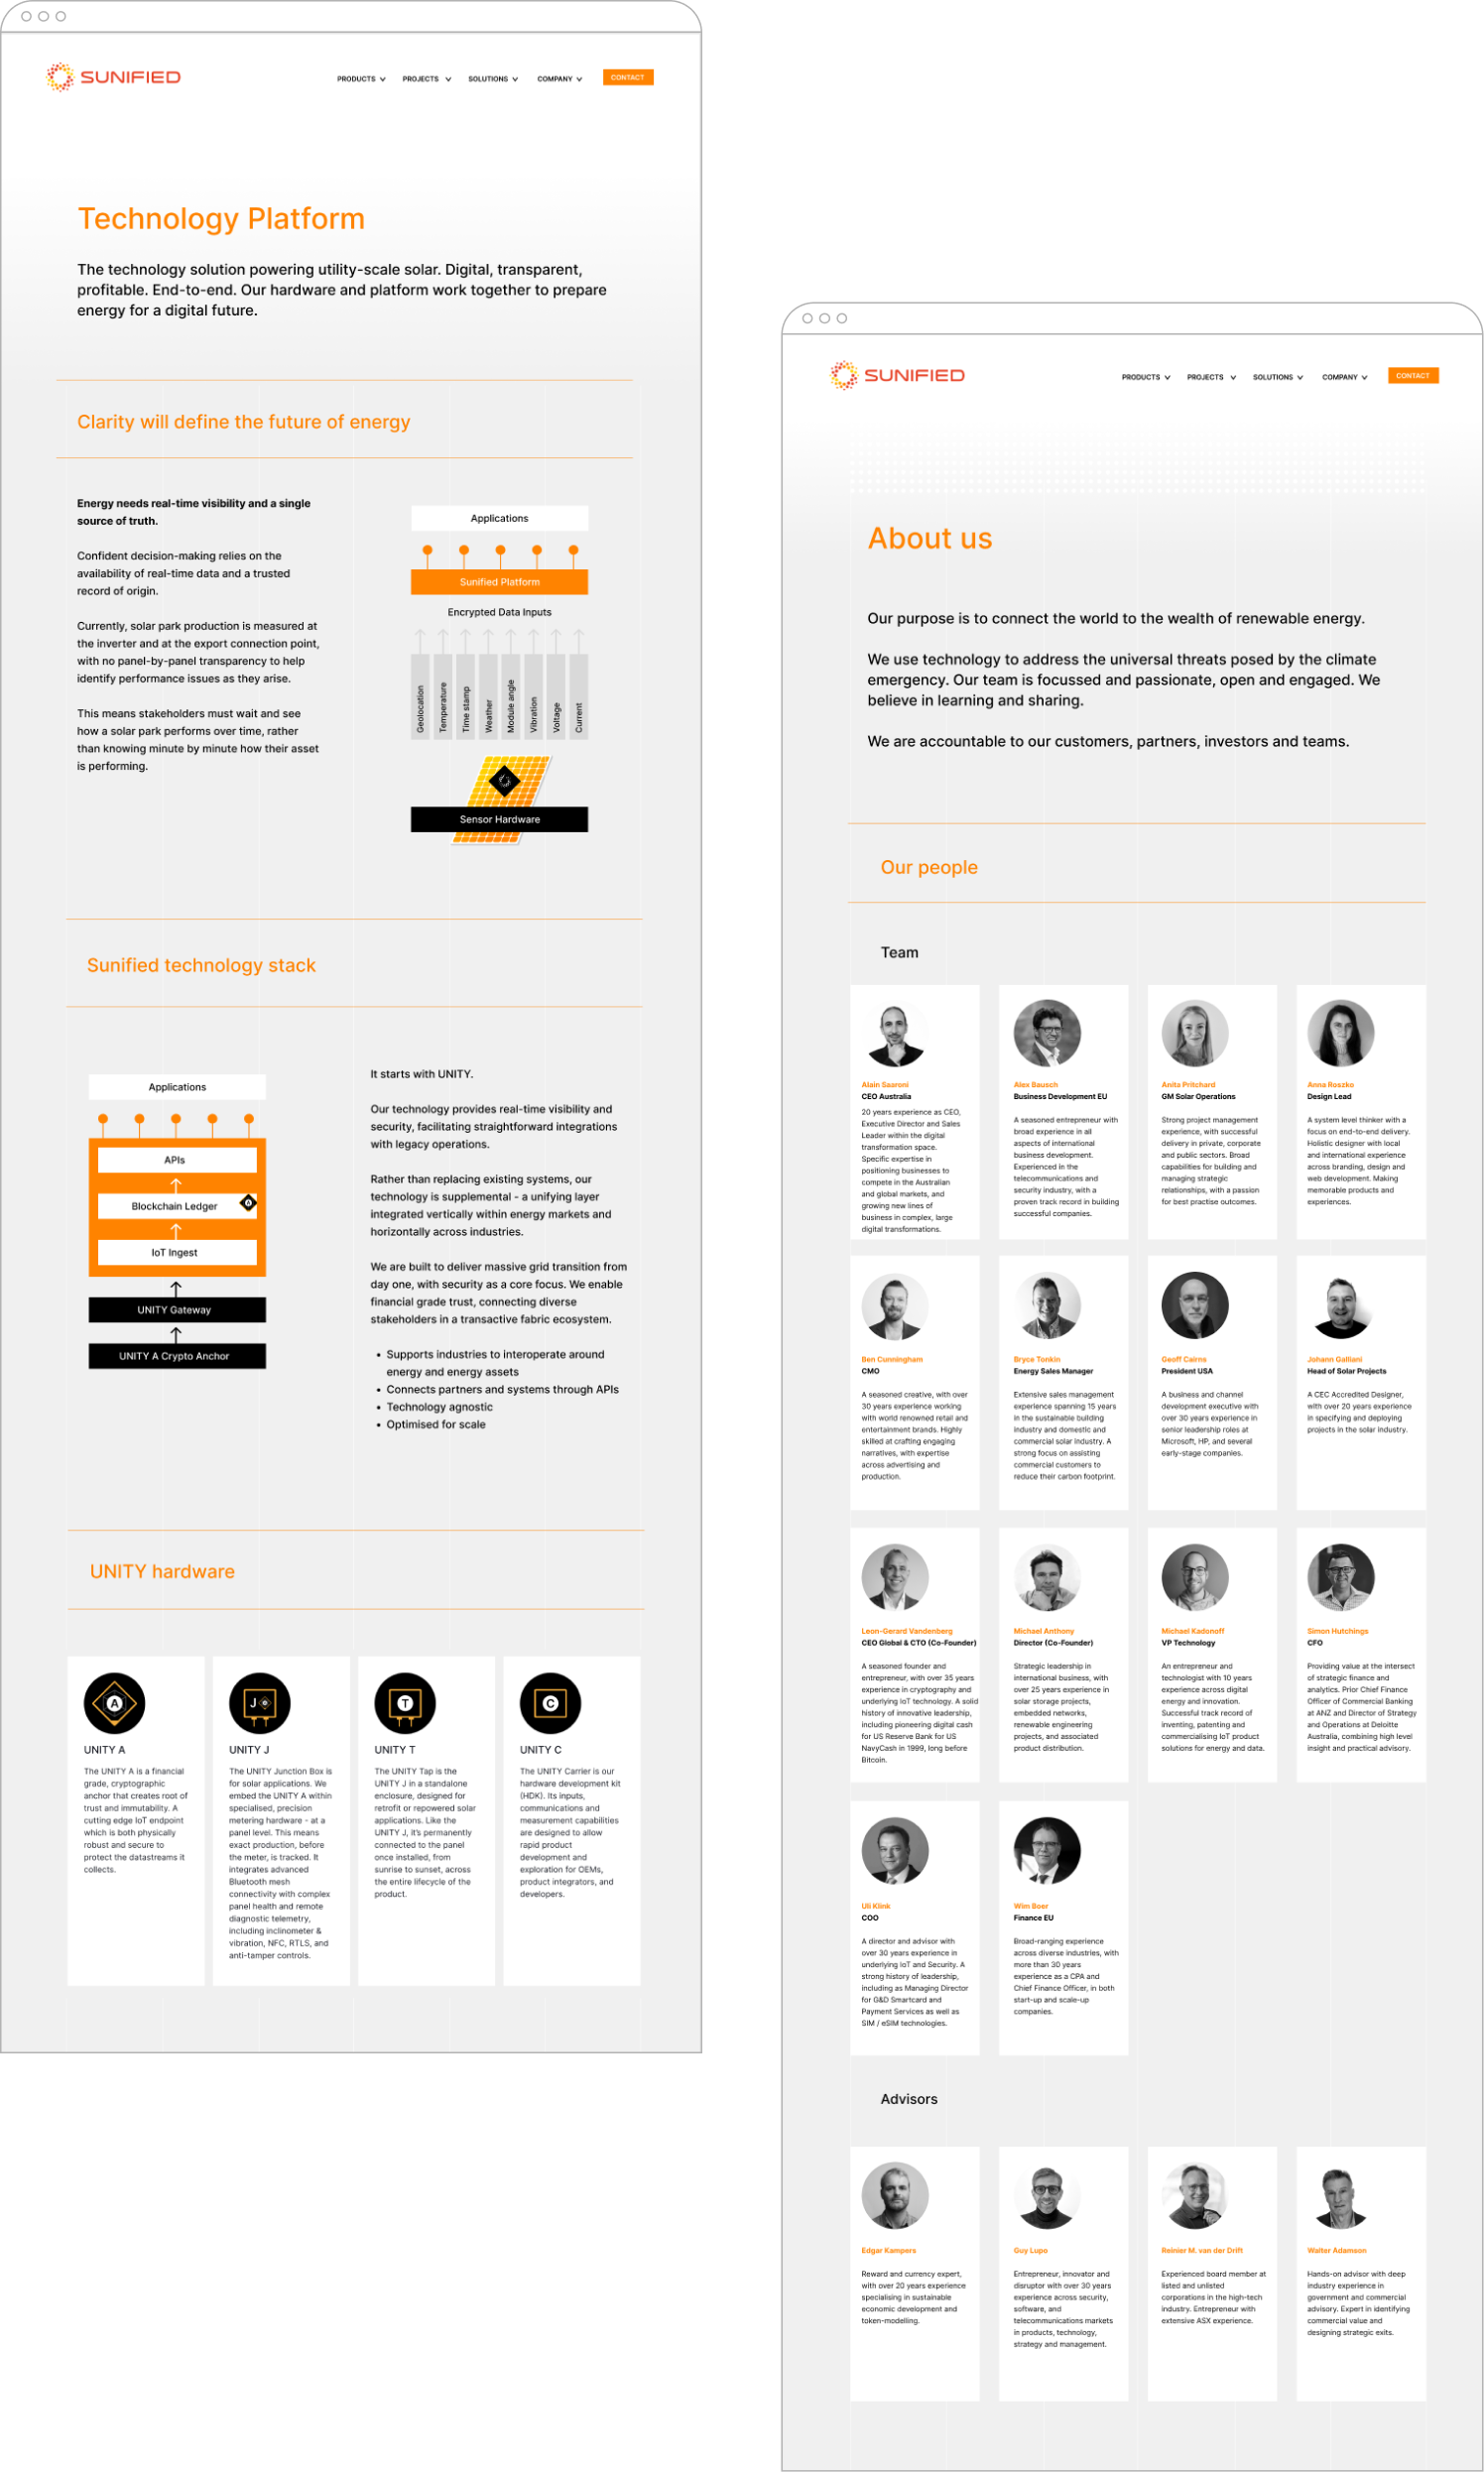 SUNIFIED
PRODUCTS
PROJECTS
SOLUTIONS
COMPANY
CONTACT
Technology Platform
The technology solution powering utility-scale solar. Digital, transparent,
profitable. End-to-end. Our hardware and platform work together to prepare
energy for a digital future.
Clarity will define the future of energy
Energy needs real-time visibility and a single
source of truth.
Confident decision-making relies on the
availability of real-time data and a trusted
record of origin.
Currently, solar park production is measured at
the inverter and at the export connection point,
with no panel-by-panel transparency to help
identify performance issues as they arise.
This means stakeholders must wait and see
how a solar park performs over time, rather
than knowing minute by minute how their asset
is performing.
Applications
Sunified Platform
Encrypted Data Inputs
Geolocation
Temperature
Time stamp
Weather
Module angle
Vibration
Voltage
Current
Sensor Hardware
Sunified technology stack
Applications
APIs
Blockchain Ledger
A
IoT Ingest
UNITY Gateway
UNITY A Crypto Anchor
It starts with UNITY.
Our technology provides real-time visibility and
security, facilitating straightforward integrations
with legacy operations.
Rather than replacing existing systems, our
technology is supplemental - a unifying layer
integrated vertically within energy markets and
horizontally across industries.
We are built to deliver massive grid transition from
day one, with security as a core focus. We enable
financial grade trust, connecting diverse
stakeholders in a transactive fabric ecosystem.
• Supports industries to interoperate around
energy and energy assets
• Connects partners and systems through APIs
• Technology agnostic
• Optimised for scale
UNITY hardware
A
UNITY A
The UNITY A is a financial
grade, cryptographic
anchor that creates root of
trust and immutability. A
cutting edge IoT endpoint
which is both physically
robust and secure to
protect the datastreams it
collects.
J
UNITY J
The UNITY Junction Box is
for solar applications. We
embed the UNITY A within
specialised, precision
metering hardware - at a
panel level. This means
exact production, before
the meter, is tracked. It
integrates advanced
Bluetooth mesh
connectivity with complex
panel health and remote
diagnostic telemetry,
including inclinometer &
vibration, NFC, RTLS, and
anti-tamper controls.
T
UNITY T
The UNITY Tap is the
UNITY J in a standalone
enclosure, designed for
retrofit or repowered solar
applications. Like the
UNITY J, it's permanently
connected to the panel
once installed, from
sunrise to sunset, across
the entire lifecycle of the
product.
C
UNITY C
The UNITY Carrier is our
hardware development kit
(HDK). Its inputs,
communications and
measurement capabilities
are designed to allow
rapid product
development and
exploration for OEMs,
product integrators, and
developers.
SUNIFIED
PRODUCTS
PROJECTS
SOLUTIONS
COMPANY
CONTACT
About us
Our purpose is to connect the world to the wealth of renewable energy.
We use technology to address the universal threats posed by the climate
emergency. Our team is focussed and passionate, open and engaged. We
believe in learning and sharing.
We are accountable to our customers, partners, investors and teams.
Our people
Team
Alain Saaroni
CEO Australia
20 years experience as CEO,
Executive Director and Sales
Leader within the digital
transformation space.
Specific expertise in
positioning businesses to
compete in the Australian
and global markets, and
growing new lines of
business in complex, large
digital transformations.
Alex Bausch
Business Development EU
A seasoned entrepreneur with
broad experience in all
aspects of international
business development.
Experienced in the
telecommunications and
security industry, with a
proven track record in building
successful companies.
Anita Pritchard
GM Solar Operations
Strong project management
experience, with successful
delivery in private, corporate
and public sectors. Broad
capabilities for building and
managing strategic
relationships, with a passion
for best practise outcomes.
Anna Roszko
Design Lead
A system level thinker with a
focus on end-to-end delivery.
Holistic designer with local
and international experience
across branding, design and
web development. Making
memorable products and
experiences.
Ben Cunningham
CMO
A seasoned creative, with over
30 years experience working
with world renowned retail and
entertainment brands. Highly
skilled at crafting engaging
narratives, with expertise
across advertising and
production.
Bryce Tonkin
Energy Sales Manager
Extensive sales management
experience spanning 15 years
in the sustainable building
industry and domestic and
commercial solar industry. A
strong focus on assisting
commercial customers to
reduce their carbon footprint.
Geoff Cairns
President USA
A business and channel
development executive with
over 30 years experience in
senior leadership roles at
Microsoft, HP, and several
early-stage companies.
Johann Galliani
Head of Solar Projects
A CEC Accredited Designer,
with over 20 years experience
in specifying and deploying
projects in the solar industry.
Leon-Gerard Vandenberg
CEO Global & CTO (Co-Founder)
A seasoned founder and
entrepreneur, with over 35 years
experience in cryptography and
underlying IoT technology. A solid
history of innovative leadership,
including pioneering digital cash
for US Reserve Bank for US
NavyCash in 1999, long before
Bitcoin.
Michael Anthony
Director (Co-Founder)
Strategic leadership in
international business, with
over 25 years experience in
solar storage projects,
embedded networks,
renewable engineering
projects, and associated
product distribution.
Michael Kadonoff
VP Technology
An entrepreneur and
technologist with 10 years
experience across digital
energy and innovation.
Successful track record of
inventing, patenting and
commercialising IoT product
solutions for energy and data.
Simon Hutchings
CFO
Providing value at the intersect
of strategic finance and
analytics. Prior Chief Finance
Officer of Commercial Banking
at ANZ and Director of Strategy
and Operations at Deloitte
Australia, combining high level
insight and practical advisory.
Uli Klink
COO
A director and advisor with
over 30 years experience in
underlying IoT and Security. A
strong history of leadership,
including as Managing Director
for G&D Smartcard and
Payment Services as well as
SIM / eSIM technologies.
Wim Boer
Finance EU
Broad-ranging experience
across diverse industries, with
more than 30 years
experience as a CPA and
Chief Finance Officer, in both
start-up and scale-up
companies.
Advisors
Edgar Kampers
Reward and currency expert,
with over 20 years experience
specialising in sustainable
economic development and
token-modelling.
Guy Lupo
Entrepreneur, innovator and
disruptor with over 30 years
experience across security,
software, and
telecommunications markets
in products, technology,
strategy and management.
Reinier M. van der Drift
Experienced board member at
listed and unlisted
corporations in the high-tech
industry. Entrepreneur with
extensive ASX experience.
Walter Adamson
Hands-on advisor with deep
industry experience in
government and commercial
advisory. Expert in identifying
commercial value and
designing strategic exits.